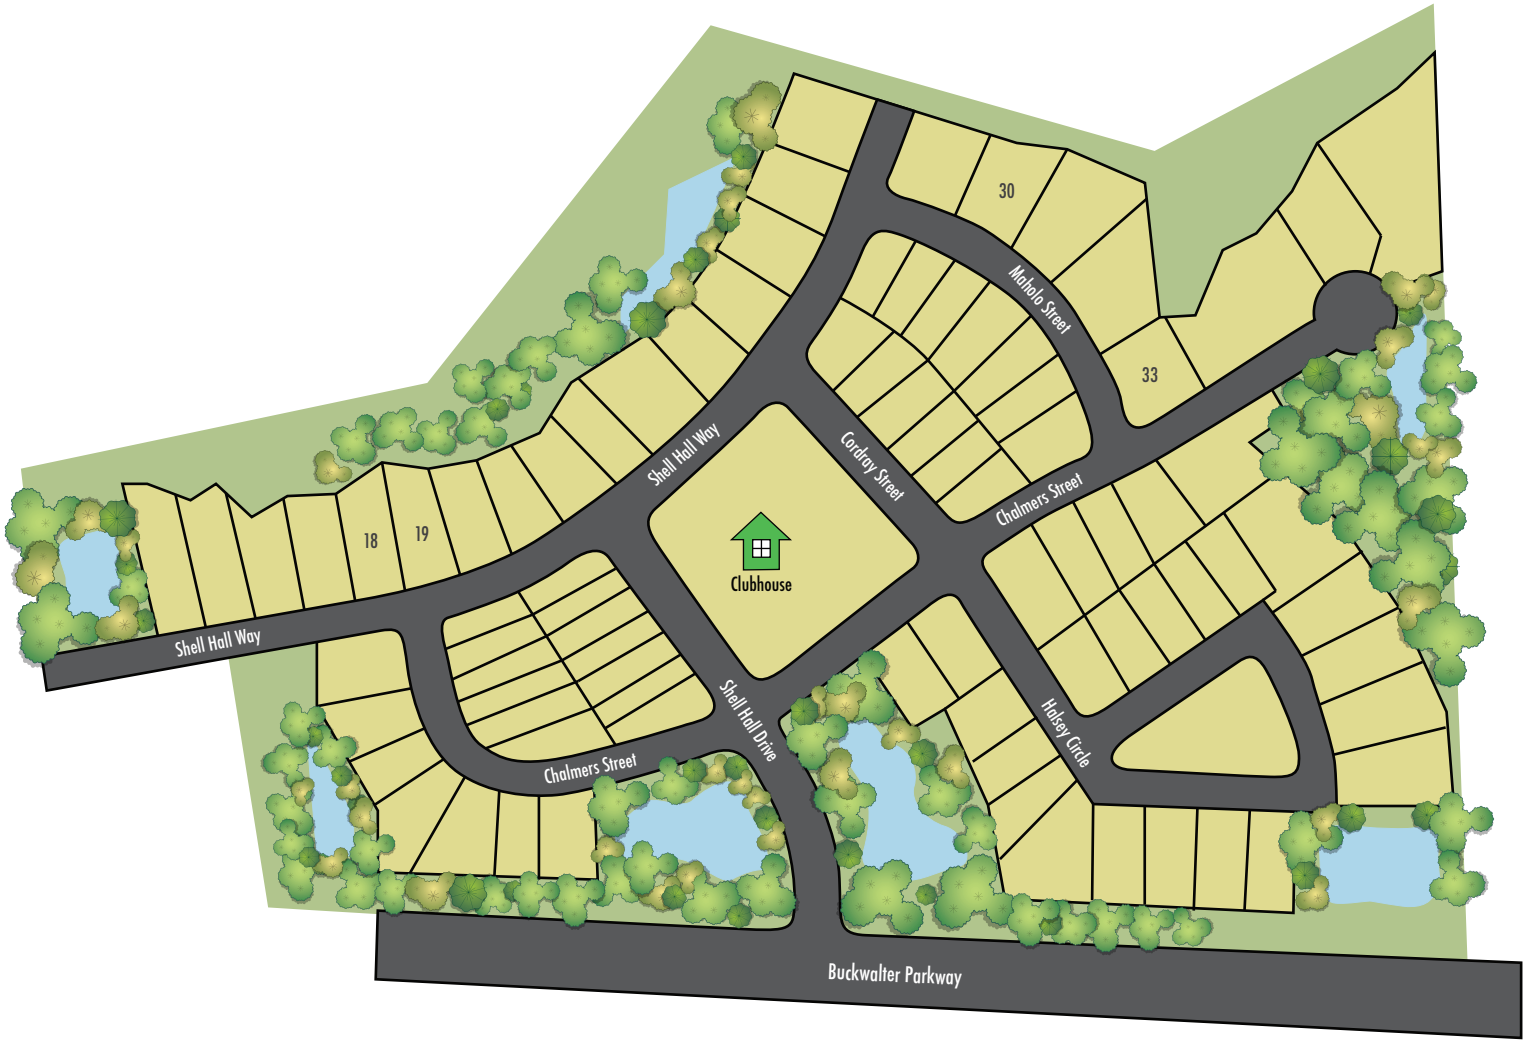 30
Maholo Street
33
Shell Hall Way
Cordray Street
Chalmers Street
18
19
Clubhouse
Shell Hall Way
Shell Hall Drive
Halsey Circle
Chalmers Street
Buckwalter Parkway